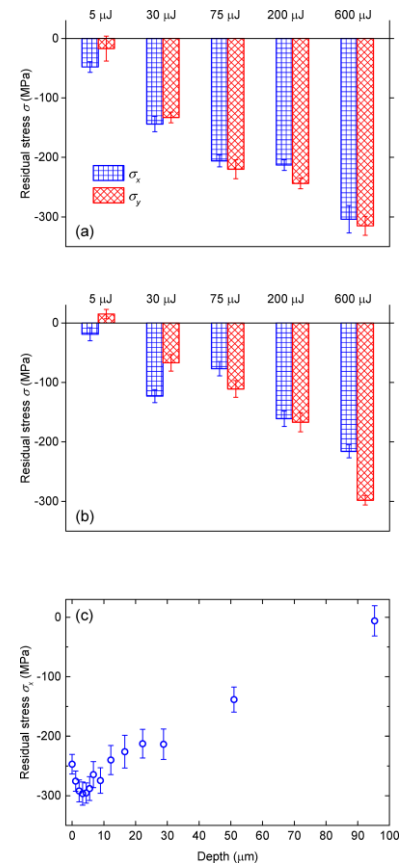 5 μJ 30 μJ 75 μJ 200 μJ 600 μJ
0
-100
-200
-300
Residual stress σ (MPa)
σx
σy
(a)
5 μJ 30 μJ 75 μJ 200 μJ 600 μJ
0
-100
-200
-300
Residual stress σ (MPa)
(b)
(c)
0
-100
-200
-300
Residual stress σx (MPa)
0 10 20 30 40 50 60 70 80 90 100
Depth (μm)